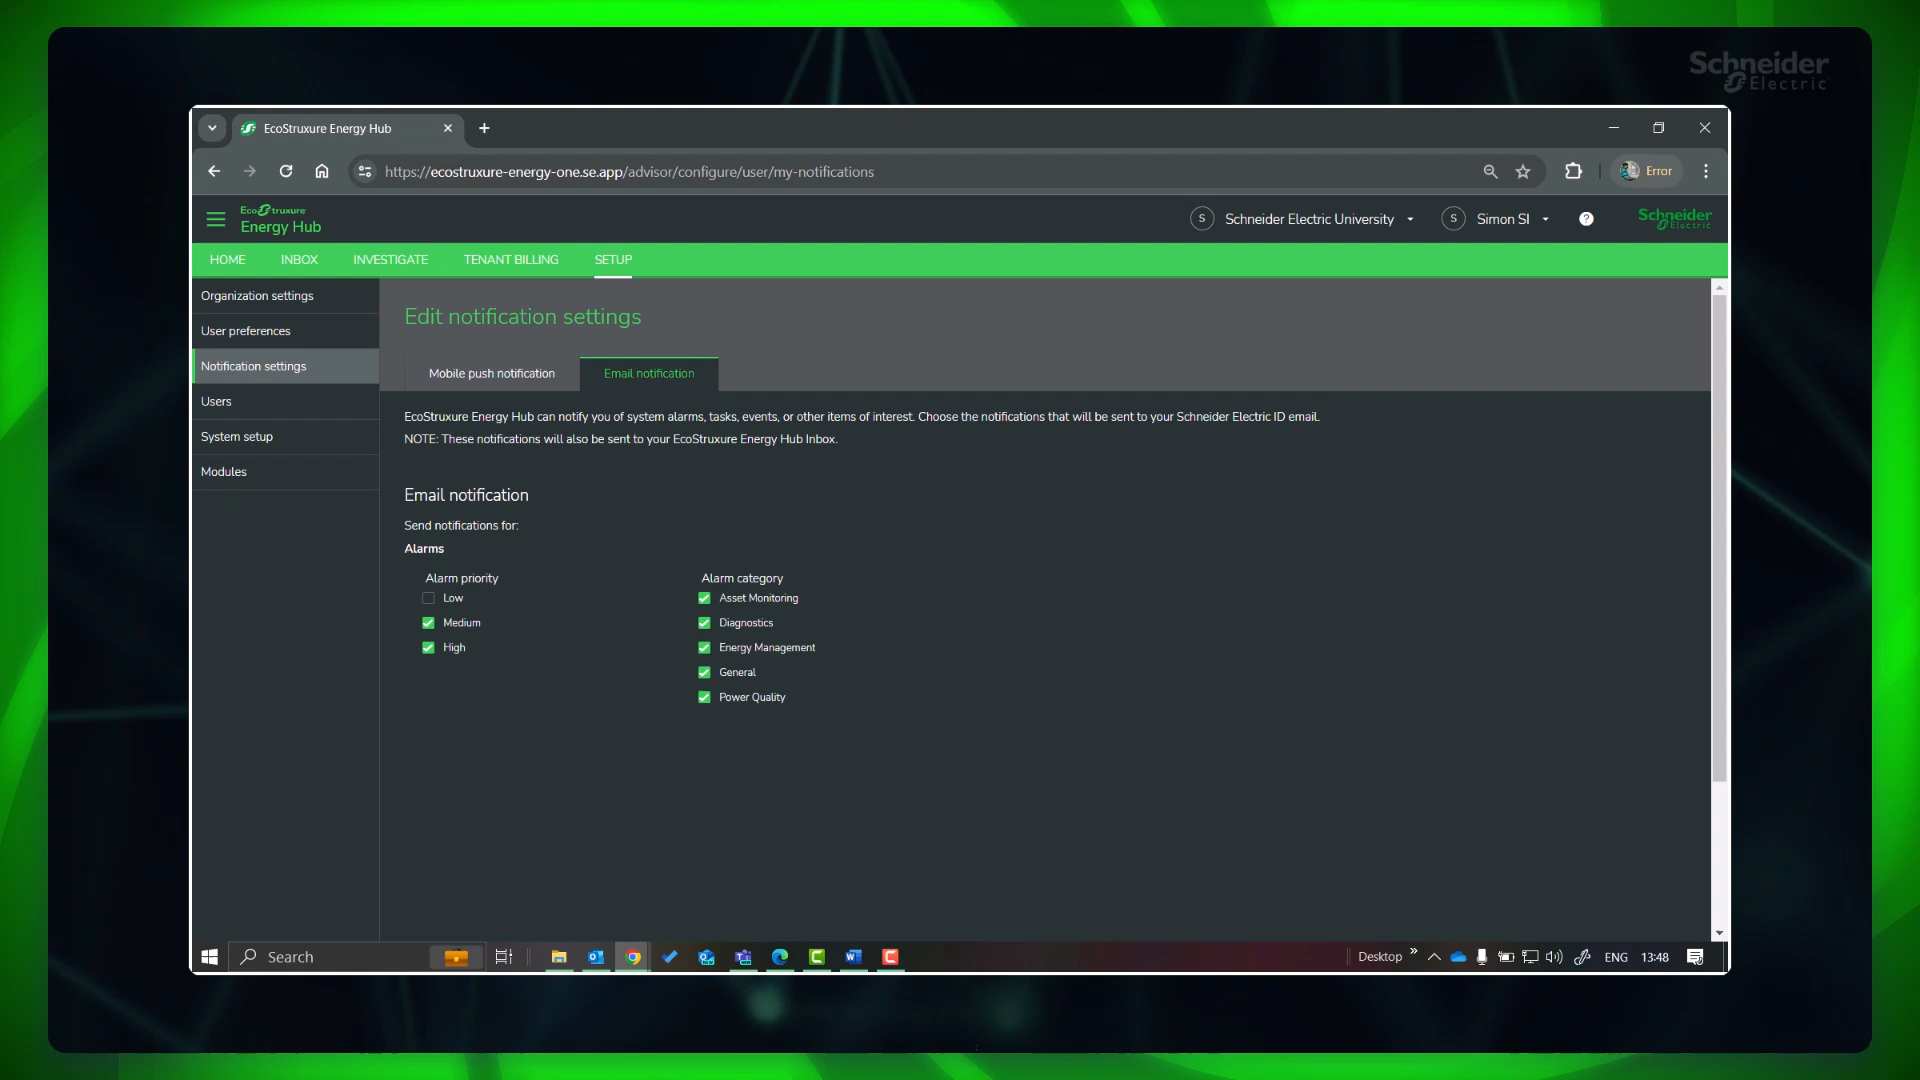 Schneider
Electric
EcoStruxure Energy Hub
https://ecostruxure-energy-one.se.app/advisor/configure/user/my-notifications
Error
EcoStruxure
Energy Hub
S Schneider Electric University
S Simon SI
?
Schneider
Electric
HOME INBOX INVESTIGATE TENANT BILLING SETUP
Organization settings
User preferences
Notification settings
Users
System setup
Modules
Edit notification settings
Mobile push notification Email notification
EcoStruxure Energy Hub can notify you of system alarms, tasks, events, or other items of interest. Choose the notifications that will be sent to your Schneider Electric ID email.
NOTE: These notifications will also be sent to your EcoStruxure Energy Hub Inbox.
Email notification
Send notifications for:
Alarms
Alarm priority Alarm category
Low Asset Monitoring
Medium Diagnostics
High Energy Management
General
Power Quality
Search
Desktop
ENG 13:48